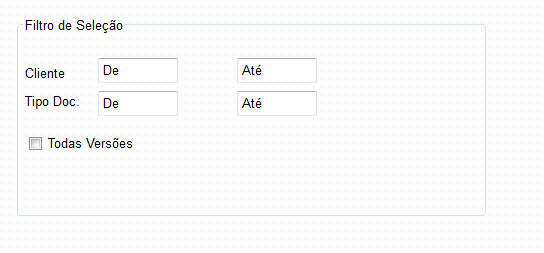 Filtro de Seleção
Cliente De Até
Tipo Doc. De Até
Todas Versões